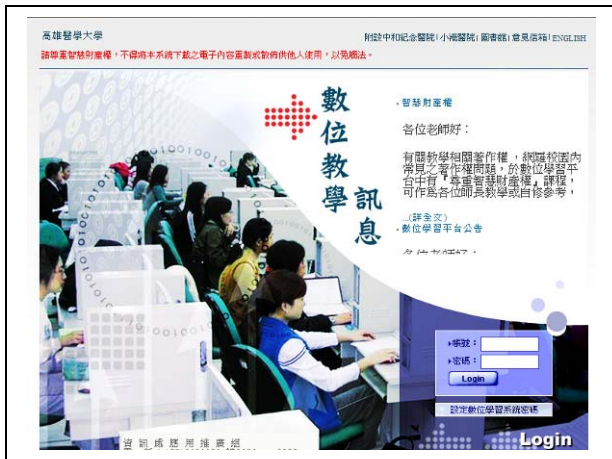 高雄醫學大學
附設中和紀念醫院|小港醫院|圖書館|意見信箱|ENGLISH
請尊重智慧財產權，不得將本系統下載之電子內容重製或散佈供他人使用，以免觸法。
數位教學訊息
智慧財產權
各位老師好：
有關教學相關著作權，網羅校園內
常見之著作權問題，於數位學習平
台中有『尊重智慧財產權』課程，
可作為各位師長教學或自修參考，
...(詳全文)
數位學習平台公告
各位老師好：
帳號：
密碼：
Login
設定數位學習系統密碼
Login
資訊處應用推廣組